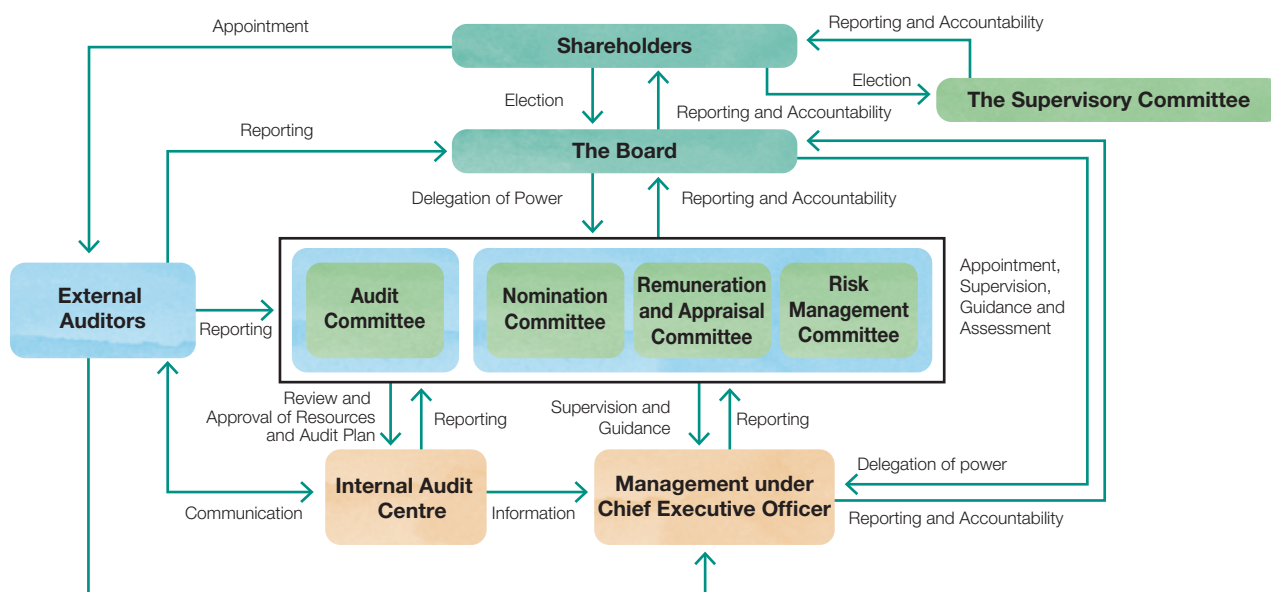 Appointment
Shareholders
Reporting and Accountability
Election
Election
The Supervisory Committee
Reporting and Accountability
Reporting
The Board
Delegation of Power
Reporting and Accountability
External
Auditors
Reporting
Audit
Committee
Nomination
Committee
Remuneration
and Appraisal
Committee
Risk
Management
Committee
Appointment,
Supervision,
Guidance and
Assessment
Review and
Approval of Resources
and Audit Plan
Reporting
Supervision and
Guidance
Reporting
Communication
Internal Audit
Centre
Information
Management under
Chief Executive Officer
Delegation of power
Reporting and Accountability